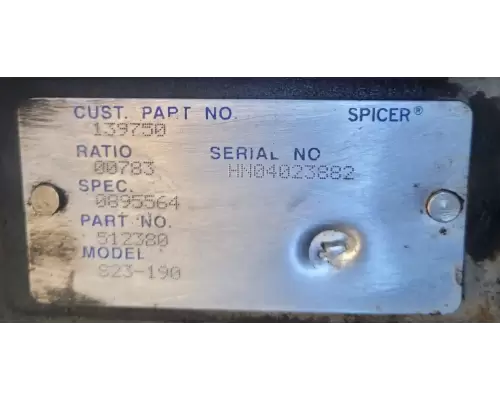 CUST. PART NO. SPICER®
139750
RATIO SERIAL NO
00783 HN04023882
SPEC.
0895564
PART NO.
512380
MODEL
S23-190